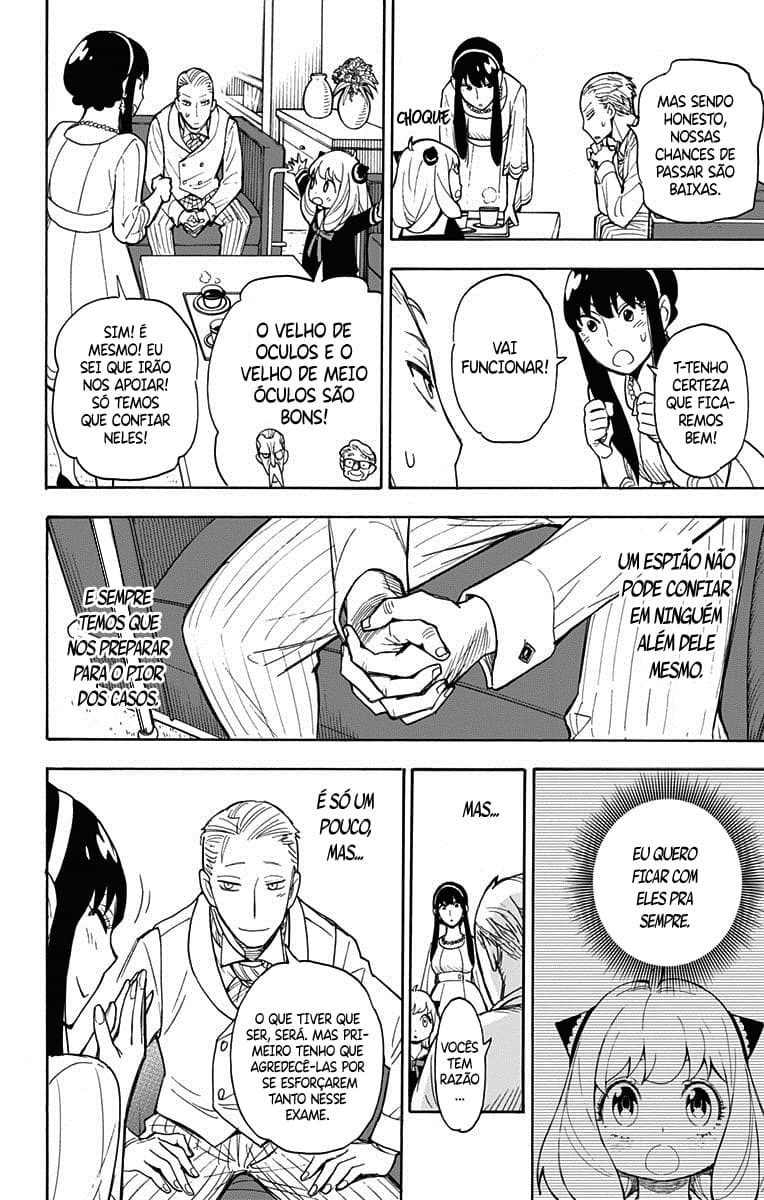 MAS SENDO
HONESTO,
NOSSAS
CHANCES DE
PASSAR SÃO
BAIXAS.
CHOQUE
T-TENHO
CERTEZA
QUE FICA-
REMOS
BEM!
VAI
FUNCIONAR!
O VELHO DE
OCULOS E O
VELHO DE MEIO
ÓCULOS SÃO
BONS!
SIM! É
MESMO! EU
SEI QUE IRÃO
NOS APOIAR!
SÓ TEMOS
QUE CONFIAR
NELES!
UM ESPIÃO NÃO
PODE CONFIAR
EM NINGUÉM
ALÉM DELE
MESMO.
E SEMPRE
TEMOS QUE
NOS PREPARAR
PARA O PIOR
DOS CASOS.
EU QUERO
FICAR COM
ELES PRA
SEMPRE.
MAS...
VOCÊS
TEM
RAZÃO
...
É SÓ UM
POUCO,
MAS...
O QUE TIVER QUE
SER, SERÁ. MAS PRI-
MEIRO TENHO QUE
AGREDECÊ-LAS POR
SE ESFORÇAREM
TANTO NESSE
EXAME.